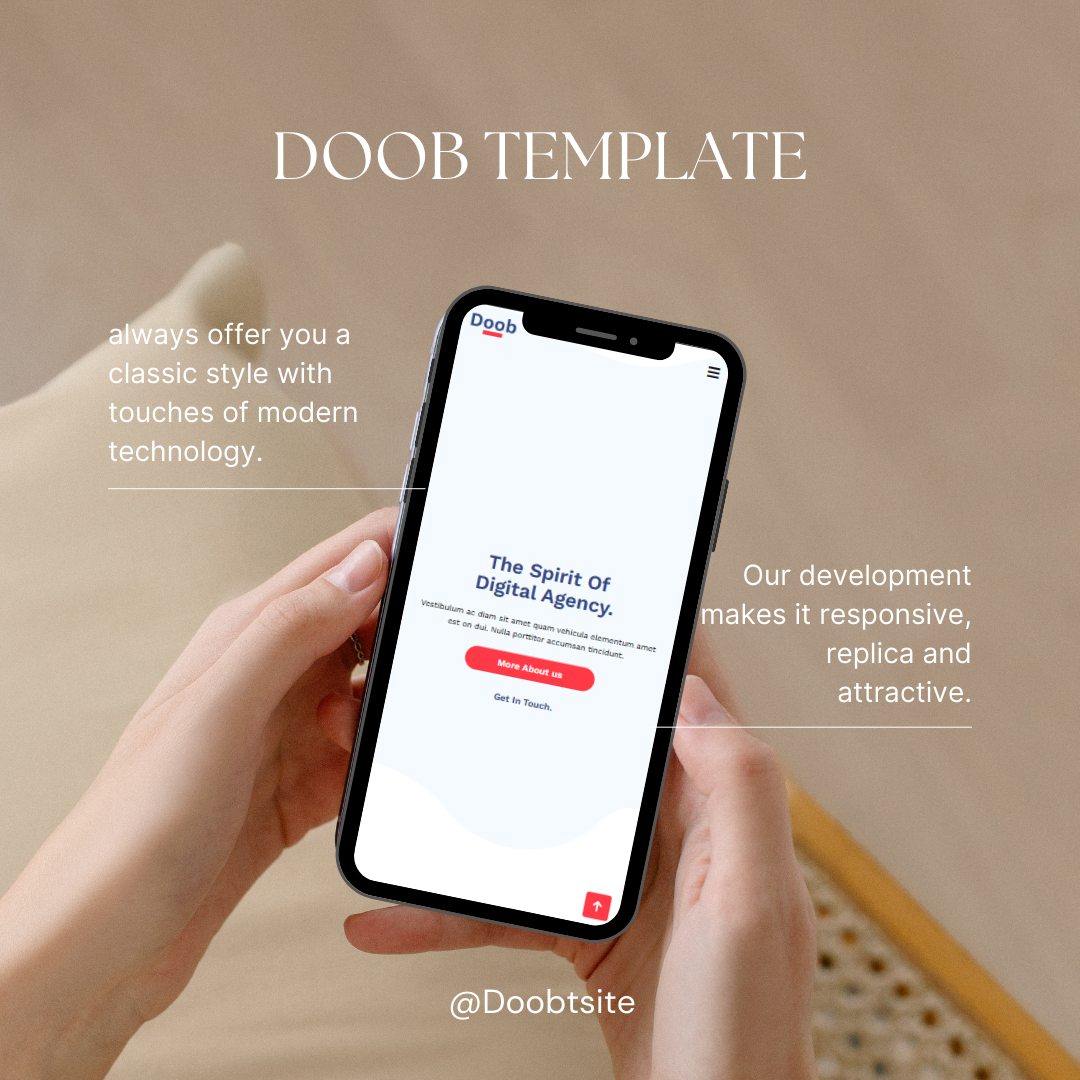 DOOB TEMPLATE
always offer you a
classic style with
touches of modern
technology.
Doob
The Spirit Of
Digital Agency.
Vestibulum ac diam sit amet quam vehicula elementum amet
est on dui. Nulla porttitor accumsan tincidunt.
More About us
Get In Touch.
Our development
makes it responsive,
replica and
attractive.
@Doobtsite